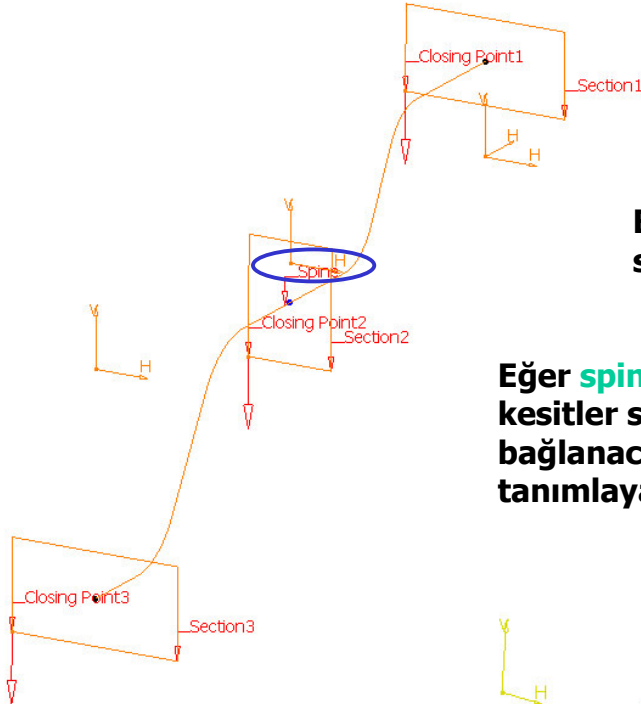 Closing Point1
Section1
V
H
H
V
H
Spine
Closing Point2
Section2
V
H
Eğer spin
kesitler s
bağlanac
tanımlaya
Closing Point3
Section3
V
H